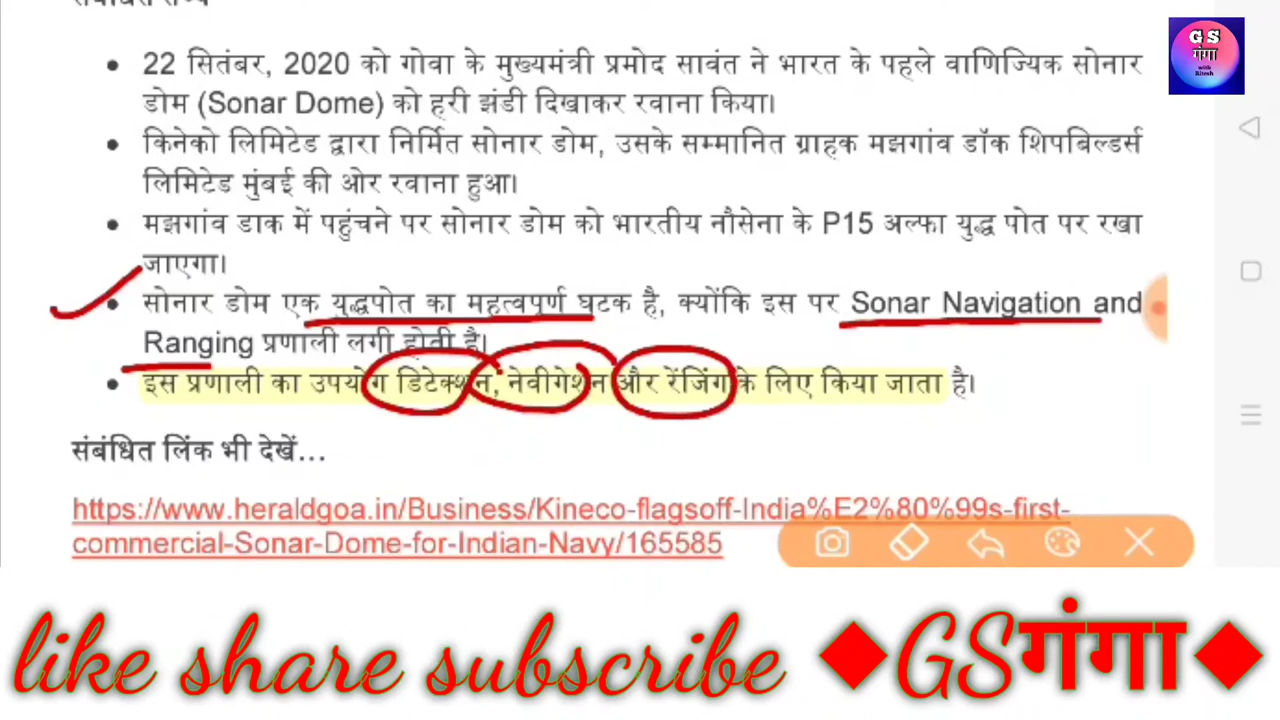 GS
गंगा
with
Ritesh
22 सितंबर, 2020 को गोवा के मुख्यमंत्री प्रमोद सावंत ने भारत के पहले वाणिज्यिक सोनार
डोम (Sonar Dome) को हरी झंडी दिखाकर रवाना किया।
किनेको लिमिटेड द्वारा निर्मित सोनार डोम, उसके सम्मानित ग्राहक मझगांव डॉक शिपबिल्डर्स
लिमिटेड मुंबई की ओर रवाना हुआ।
मझगांव डाक में पहुंचने पर सोनार डोम को भारतीय नौसेना के P15 अल्फा युद्ध पोत पर रखा
जाएगा।
सोनार डोम एक युद्धपोत का महत्वपूर्ण घटक है, क्योंकि इस पर Sonar Navigation and
Ranging प्रणाली लगी होती है।
इस प्रणाली का उपयोग डिटेक्शन, नेवीगेशन और रेंजिंग के लिए किया जाता है।
संबंधित लिंक भी देखें...
https://www.heraldgoa.in/Business/Kineco-flagsoff-India%E2%80%99s-first-
commercial-Sonar-Dome-for-Indian-Navy/165585
like share subscribe ◆GSगंगा◆